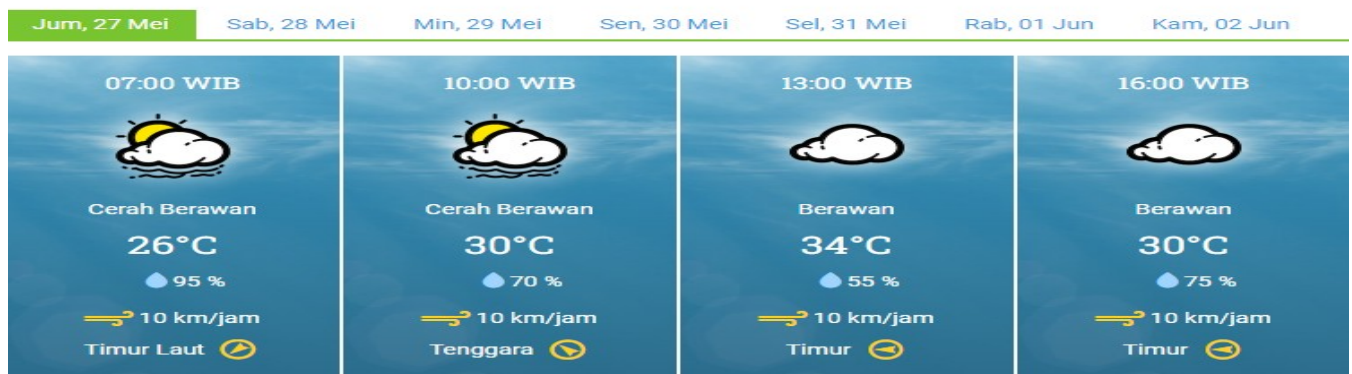 Jum, 27 Mei Sab, 28 Mei Min, 29 Mei Sen, 30 Mei Sel, 31 Mei Rab, 01 Jun Kam, 02 Jun
07:00 WIB
Cerah Berawan
26°C
95 %
10 km/jam
Timur Laut
10:00 WIB
Cerah Berawan
30°C
70 %
10 km/jam
Tenggara
13:00 WIB
Berawan
34°C
55 %
10 km/jam
Timur
16:00 WIB
Berawan
30°C
75 %
10 km/jam
Timur